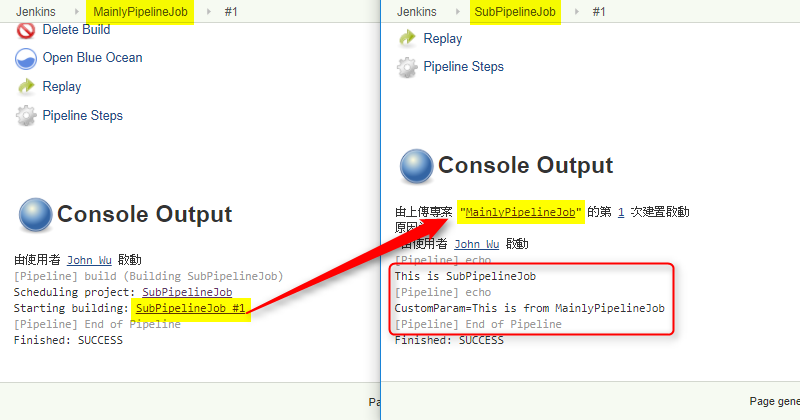 Jenkins MainlyPipelineJob #1
Delete Build
Open Blue Ocean
Replay
Pipeline Steps
Console Output
由使用者 John Wu 啟動
[Pipeline] build (Building SubPipelineJob)
Scheduling project: SubPipelineJob
Starting building: SubPipelineJob #1
[Pipeline] End of Pipeline
Finished: SUCCESS
Pa
Jenkins SubPipelineJob #1
Replay
Pipeline Steps
Console Output
由上傳專案 "MainlyPipelineJob" 的第 1 次建置啟動
原因
由使用者 John Wu 啟動
[Pipeline] echo
This is SubPipelineJob
[Pipeline] echo
CustomParam=This is from MainlyPipelineJob
[Pipeline] End of Pipeline
Finished: SUCCESS
Page gene